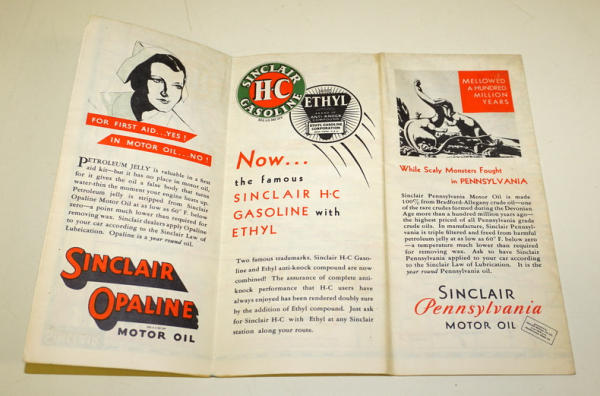 FOR FIRST AID...YES!
IN MOTOR OIL...NO!
PETROLEUM JELLY is valuable in a first
aid kit—but it has no place in motor oil,
for it gives the oil a false body that turns
water-thin the moment your engine heats up.
Petroleum jelly is stripped from Sinclair
Opaline Motor Oil at as low as 60° F. below
zero—a point much lower than required for
removing wax. Sinclair dealers apply Opaline
to your car according to the Sinclair Law of
Lubrication. Opaline is a year round oil.
SINCLAIR
OPALINE
MOTOR OIL
SINCLAIR
H-C
GASOLINE
ETHYL
ETHYL GASOLINE
CORPORATION
Now...
the famous
SINCLAIR H-C
GASOLINE with
ETHYL
Two famous trademarks, Sinclair H-C Gaso-
line and Ethyl anti-knock compound are now
combined! The assurance of complete anti-
knock performance that H-C users have
always enjoyed has been rendered doubly sure
by the addition of Ethyl compound. Just ask
for Sinclair H-C with Ethyl at any Sinclair
station along your route.
MELLOWED
A HUNDRED
MILLION
YEARS
While Scaly Monsters Fought
in PENNSYLVANIA
Sinclair Pennsylvania Motor Oil is made
100% from Bradford-Allegany crude oil—one
of the rare crudes formed during the Devonian
Age more than a hundred million years ago—
the highest priced of all Pennsylvania grade
crude oils. In manufacture, Sinclair Pennsyl-
vania is triple filtered and freed from harmful
petroleum jelly at as low as 60° F. below zero
—a temperature much lower than required
for removing wax. Ask to have Sinclair
Pennsylvania applied to your car according
to the Sinclair Law of Lubrication. It is the
year round Pennsylvania oil.
SINCLAIR
Pennsylvania
MOTOR OIL